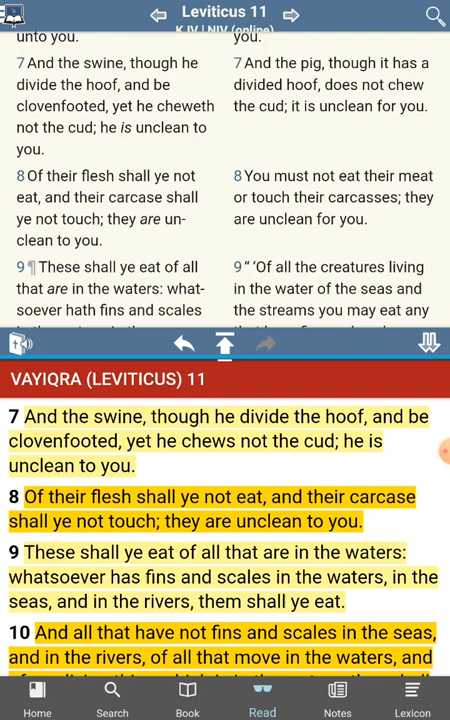 Leviticus 11
KJV | NIV (online)
unto you.
7 And the swine, though he
divide the hoof, and be
clovenfooted, yet he cheweth
not the cud; he is unclean to
you.
8 Of their flesh shall ye not
eat, and their carcase shall
ye not touch; they are un-
clean to you.
9 ¶ These shall ye eat of all
that are in the waters: what-
soever hath fins and scales
you.
7 And the pig, though it has a
divided hoof, does not chew
the cud; it is unclean for you.
8 You must not eat their meat
or touch their carcasses; they
are unclean for you.
9 “ ‘Of all the creatures living
in the water of the seas and
the streams you may eat any
VAYIQRA (LEVITICUS) 11
7 And the swine, though he divide the hoof, and be
clovenfooted, yet he chews not the cud; he is
unclean to you.
8 Of their flesh shall ye not eat, and their carcase
shall ye not touch; they are unclean to you.
9 These shall ye eat of all that are in the waters:
whatsoever has fins and scales in the waters, in the
seas, and in the rivers, them shall ye eat.
10 And all that have not fins and scales in the seas,
and in the rivers, of all that move in the waters, and
Home
Search
Book
Read
Notes
Lexicon